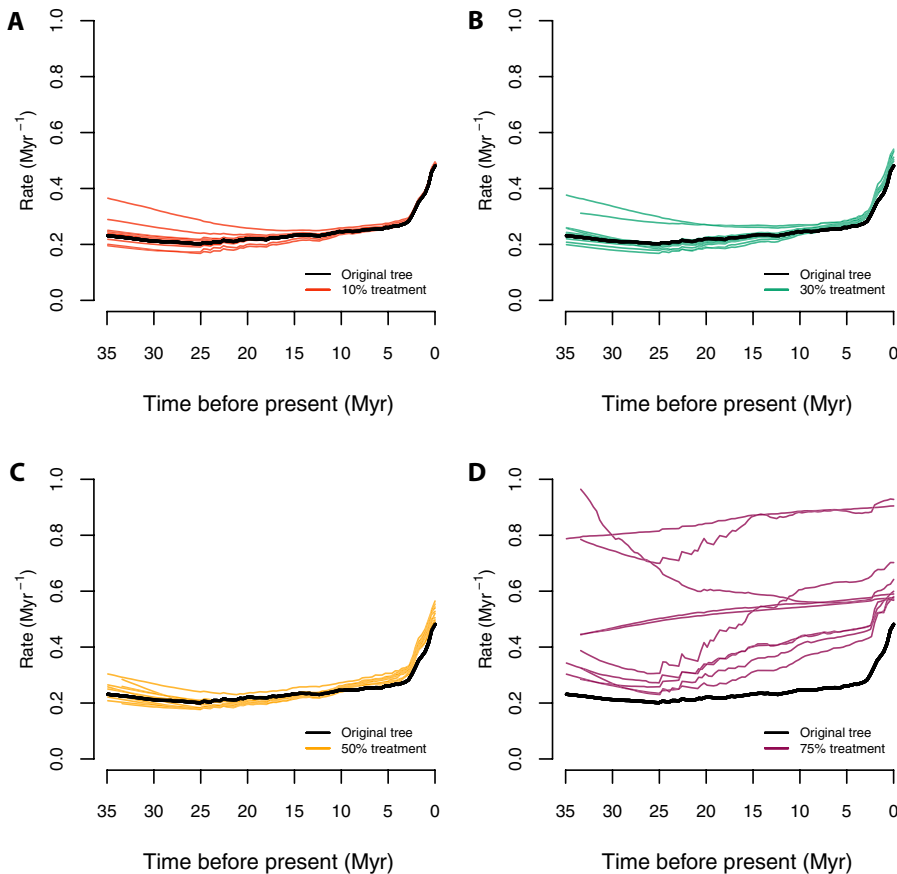 A
Rate (Myr⁻¹)
1.0
0.8
0.6
0.4
0.2
0.0
Original tree
10% treatment
35 30 25 20 15 10 5 0
Time before present (Myr)
B
Rate (Myr⁻¹)
1.0
0.8
0.6
0.4
0.2
0.0
Original tree
30% treatment
35 30 25 20 15 10 5 0
Time before present (Myr)
C
Rate (Myr⁻¹)
1.0
0.8
0.6
0.4
0.2
0.0
Original tree
50% treatment
35 30 25 20 15 10 5 0
Time before present (Myr)
D
Rate (Myr⁻¹)
1.0
0.8
0.6
0.4
0.2
0.0
Original tree
75% treatment
35 30 25 20 15 10 5 0
Time before present (Myr)